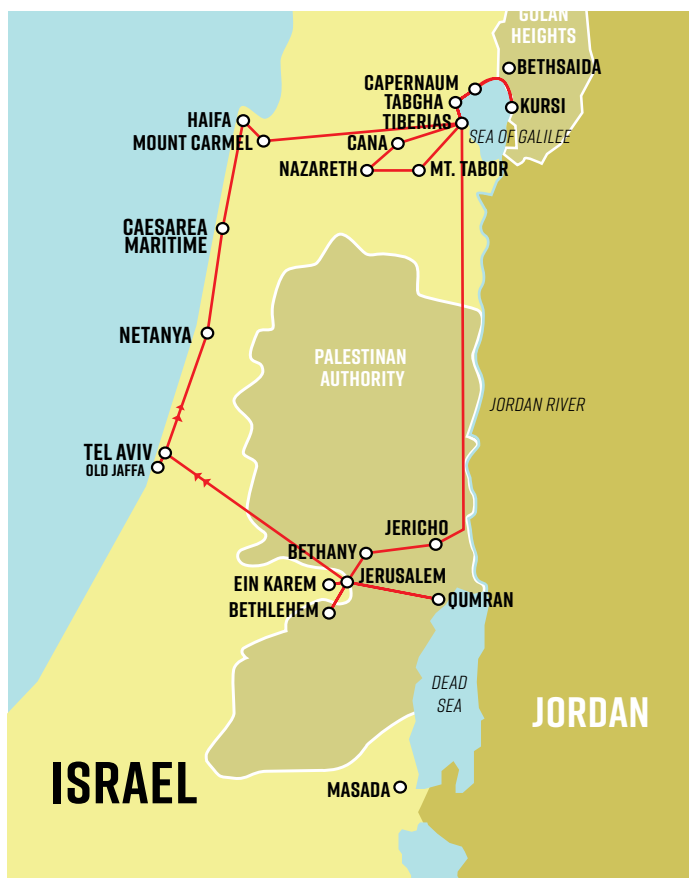 GOLAN
HEIGHTS
BETHSAIDA
CAPERNAUM
TABGHA
KURSI
HAIFA
TIBERIAS
MOUNT CARMEL
CANA
SEA OF GALILEE
NAZARETH
MT. TABOR
CAESAREA
MARITIME
NETANYA
PALESTINAN
AUTHORITY
JORDAN RIVER
TEL AVIV
OLD JAFFA
JERICHO
BETHANY
EIN KAREM
JERUSALEM
BETHLEHEM
QUMRAN
DEAD
SEA
JORDAN
ISRAEL
MASADA